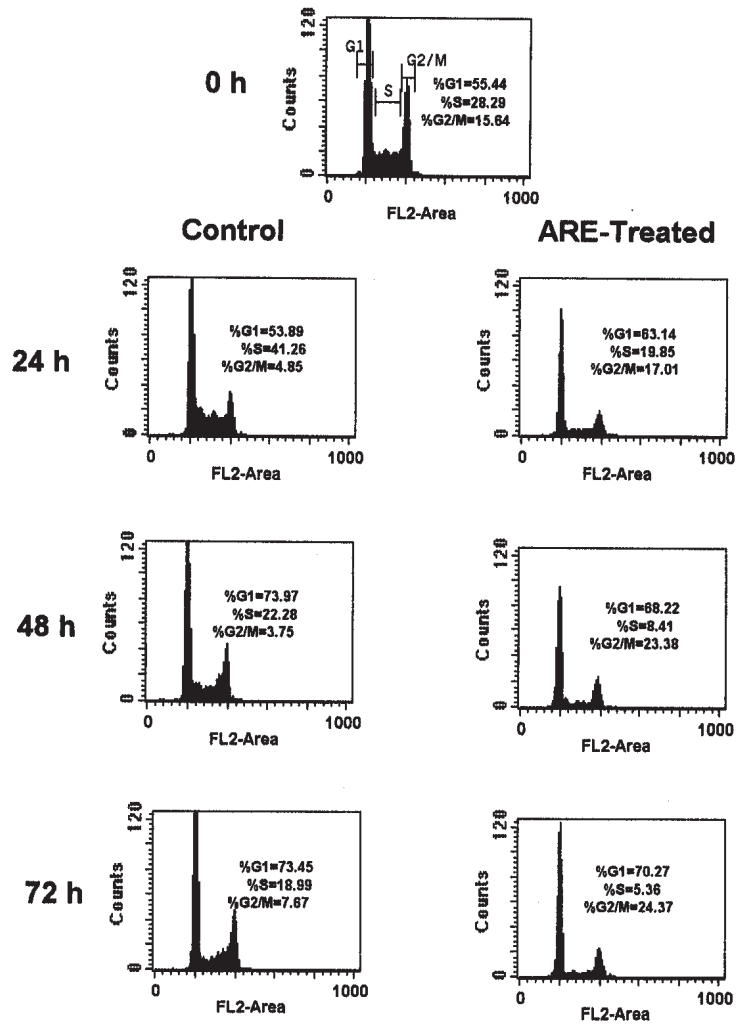 120
G1
G2/M
0 h
Counts
S
%G1=55.44
%S=28.29
%G2/M=15.64
0
0 1000
FL2-Area
Control ARE-Treated
24 h
120
Counts
%G1=53.89
%S=41.26
%G2/M=4.85
0
0 1000
FL2-Area
120
Counts
%G1=63.14
%S=19.85
%G2/M=17.01
0
0 1000
FL2-Area
48 h
120
Counts
%G1=73.97
%S=22.28
%G2/M=3.75
0
0 1000
FL2-Area
120
Counts
%G1=68.22
%S=8.41
%G2/M=23.38
0
0 1000
FL2-Area
72 h
120
Counts
%G1=73.45
%S=18.99
%G2/M=7.67
0
0 1000
FL2-Area
120
Counts
%G1=70.27
%S=5.36
%G2/M=24.37
0
0 1000
FL2-Area